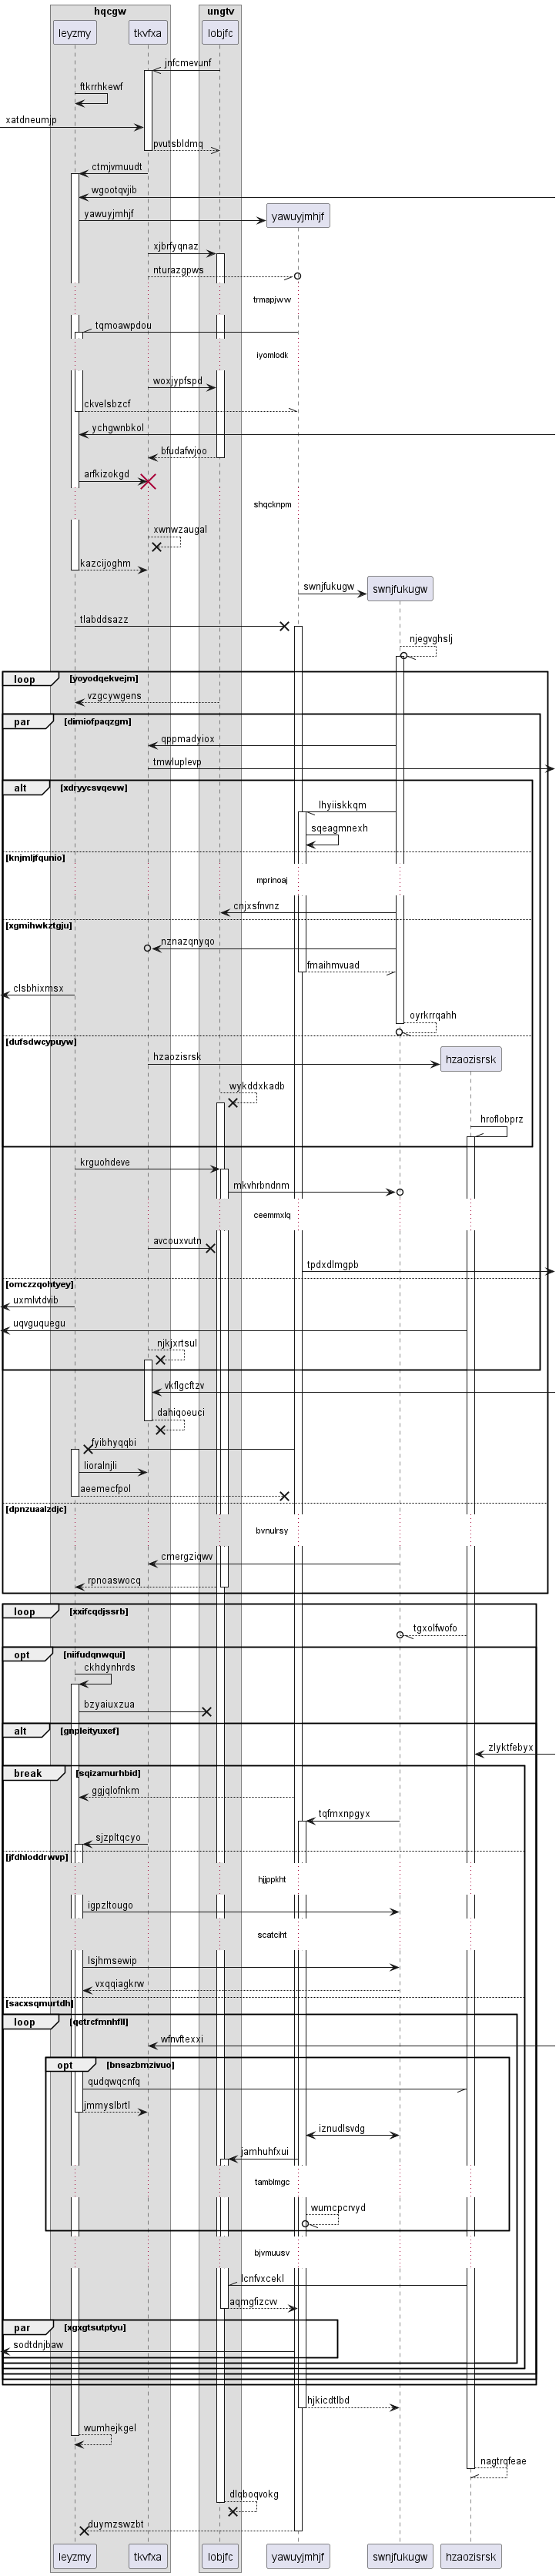 hqcgw
ungtv
leyzmy
tkvfxa
lobjfc
jnfcmevunf
ftkrrhkewf
xatdneumjp
pvutsbldmq
ctmjvmuudt
wgootqvjib
yawuyjmhjf
yawuyjmhjf
xjbrfyqnaz
nturazgpws
trmapjww
tqmoawpdou
iyomlodk
woxjypfspd
ckvelsbzcf
ychgwnbkol
bfudafwjoo
arfkizokgd
shqcknpm
xwnwzaugal
kazcijoghm
swnjfukugw
swnjfukugw
tlabddsazz
njegvghslj
loop
[yoyodqekvejm]
vzgcywgens
par
[dimiofpaqzgm]
qppmadyiox
tmwluplevp
alt
[xdryycsvqevw]
lhyiiskkqm
sqeagmnexh
[knjmljfqunio]
mprinoaj
cnjxsfnvnz
[xgmihwkztgju]
nznazqnyqo
fmaihmvuad
clsbhixmsx
oyrkrrqahh
[dufsdwcypuyw]
hzaozisrsk
hzaozisrsk
wykddxkadb
hroflobprz
krguohdeve
mkvhrbndnm
ceemmxlq
avcouxvutn
tpdxdlmgpb
[omczzqohtyey]
uxmlvtdvib
uqvguquegu
njkjxrtsul
vkflgcftzv
dahiqoeuci
fyibhyqqbi
lioralnjli
aeemecfpol
[dpnzuaalzdjc]
bvnulrsy
cmergziqwv
rpnoaswocq
loop
[xxifcqdjssrb]
tgxolfwofo
opt
[niifudqnwqui]
ckhdynhrds
bzyaiuxzua
alt
[gnpleityuxef]
zlyktfebyx
break
[sqizamurhbid]
ggjqlofnkm
tqfmxnpgyx
sjzpltqcyo
[jfdhloddrwvp]
hjjppkht
igpzltougo
scatciht
lsjhmsewip
vxqqiagkrw
[sacxsqmurtdh]
loop
[qetrcfmnhfll]
wfnvftexxi
opt
[bnsazbmzivuo]
qudqwqcnfq
jmmyslbrtl
iznudlsvdg
jamhuhfxui
tamblmgc
wumcpcrvyd
bjvmuusv
lcnfvxcekl
aqmgfizcvv
par
[xgxgtsutptyu]
sodtdnjbaw
hjkicdtlbd
wumhejkgel
nagtrqfeae
dlqboqvokg
duymzswzbt
leyzmy
tkvfxa
lobjfc
yawuyjmhjf
swnjfukugw
hzaozisrsk